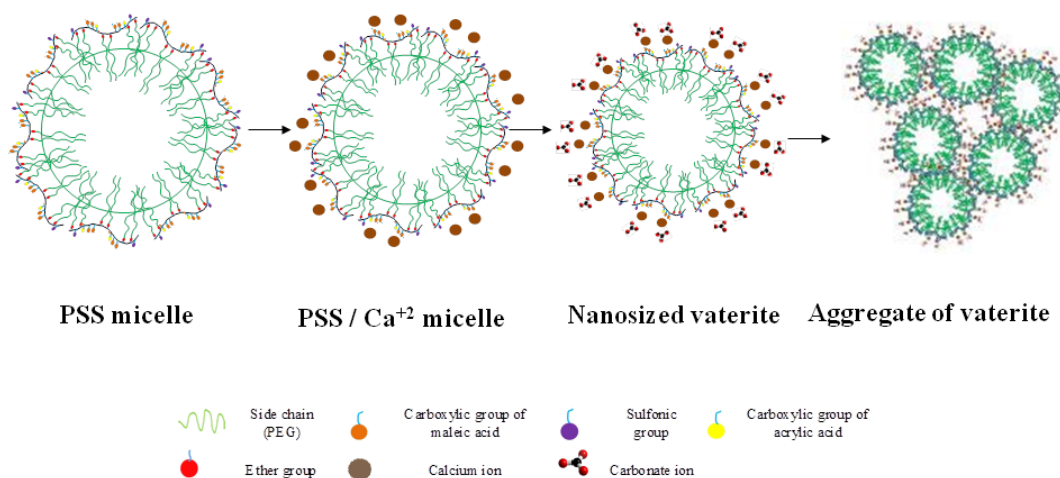 PSS micelle
PSS / Ca+2 micelle
Nanosized vaterite
Aggregate of vaterite
Side chain
(PEG)
Carboxylic group of
maleic acid
Sulfonic
group
Carboxylic group of
acrylic acid
Ether group
Calcium ion
Carbonate ion